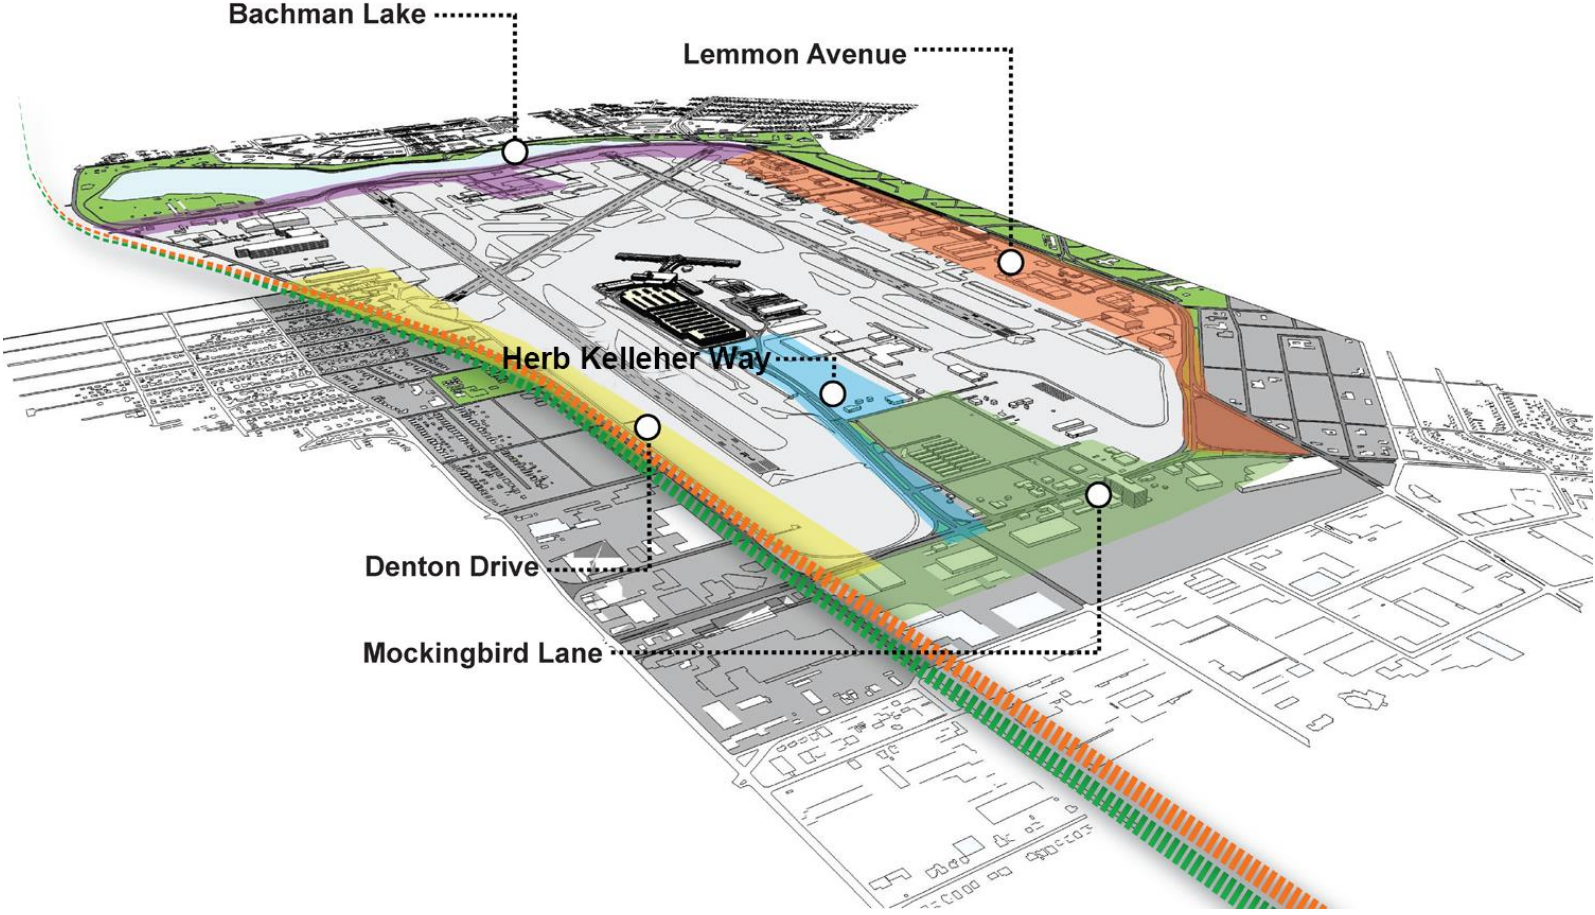 Bachman Lake
Lemmon Avenue
Herb Kelleher Way
Denton Drive
Mockingbird Lane